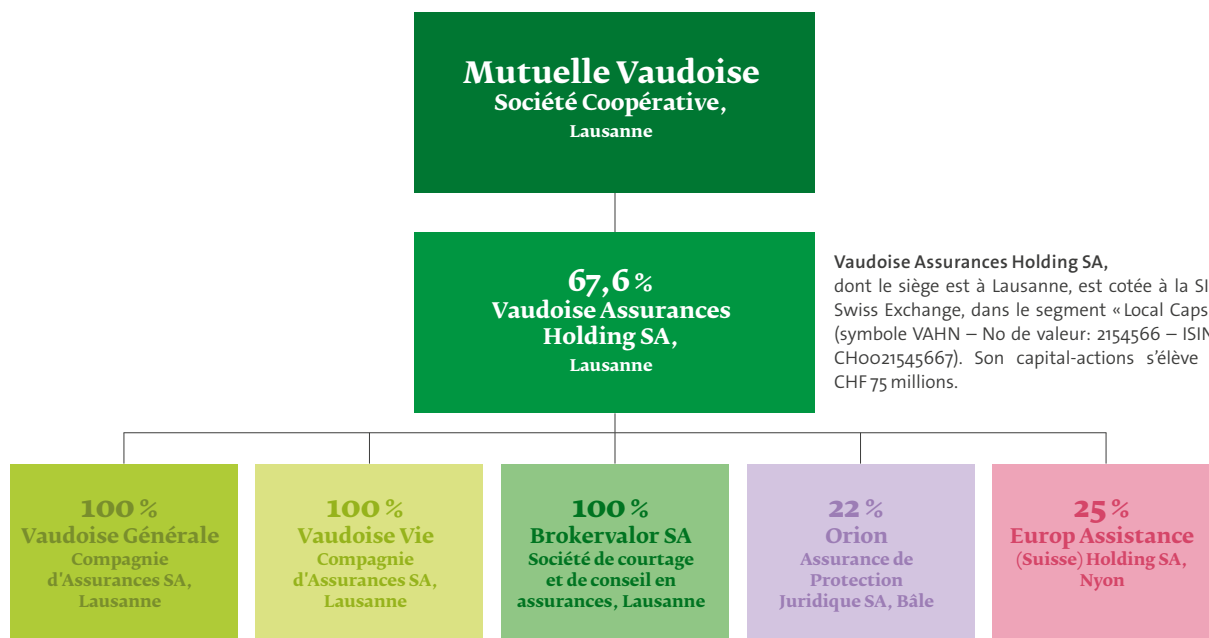 Mutuelle Vaudoise
Société Coopérative,
Lausanne
67,6 %
Vaudoise Assurances
Holding SA,
Lausanne
Vaudoise Assurances Holding SA,
dont le siège est à Lausanne, est cotée à la SI
Swiss Exchange, dans le segment «Local Caps
(symbole VAHN – No de valeur: 2154566 – ISIN
CH0021545667). Son capital-actions s'élève
CHF 75 millions.
100 %
Vaudoise Générale
Compagnie
d'Assurances SA,
Lausanne
100 %
Vaudoise Vie
Compagnie
d'Assurances SA,
Lausanne
100 %
Brokervalor SA
Société de courtage
et de conseil en
assurances, Lausanne
22 %
Orion
Assurance de
Protection
Juridique SA, Bâle
25 %
Europ Assistance
(Suisse) Holding SA,
Nyon